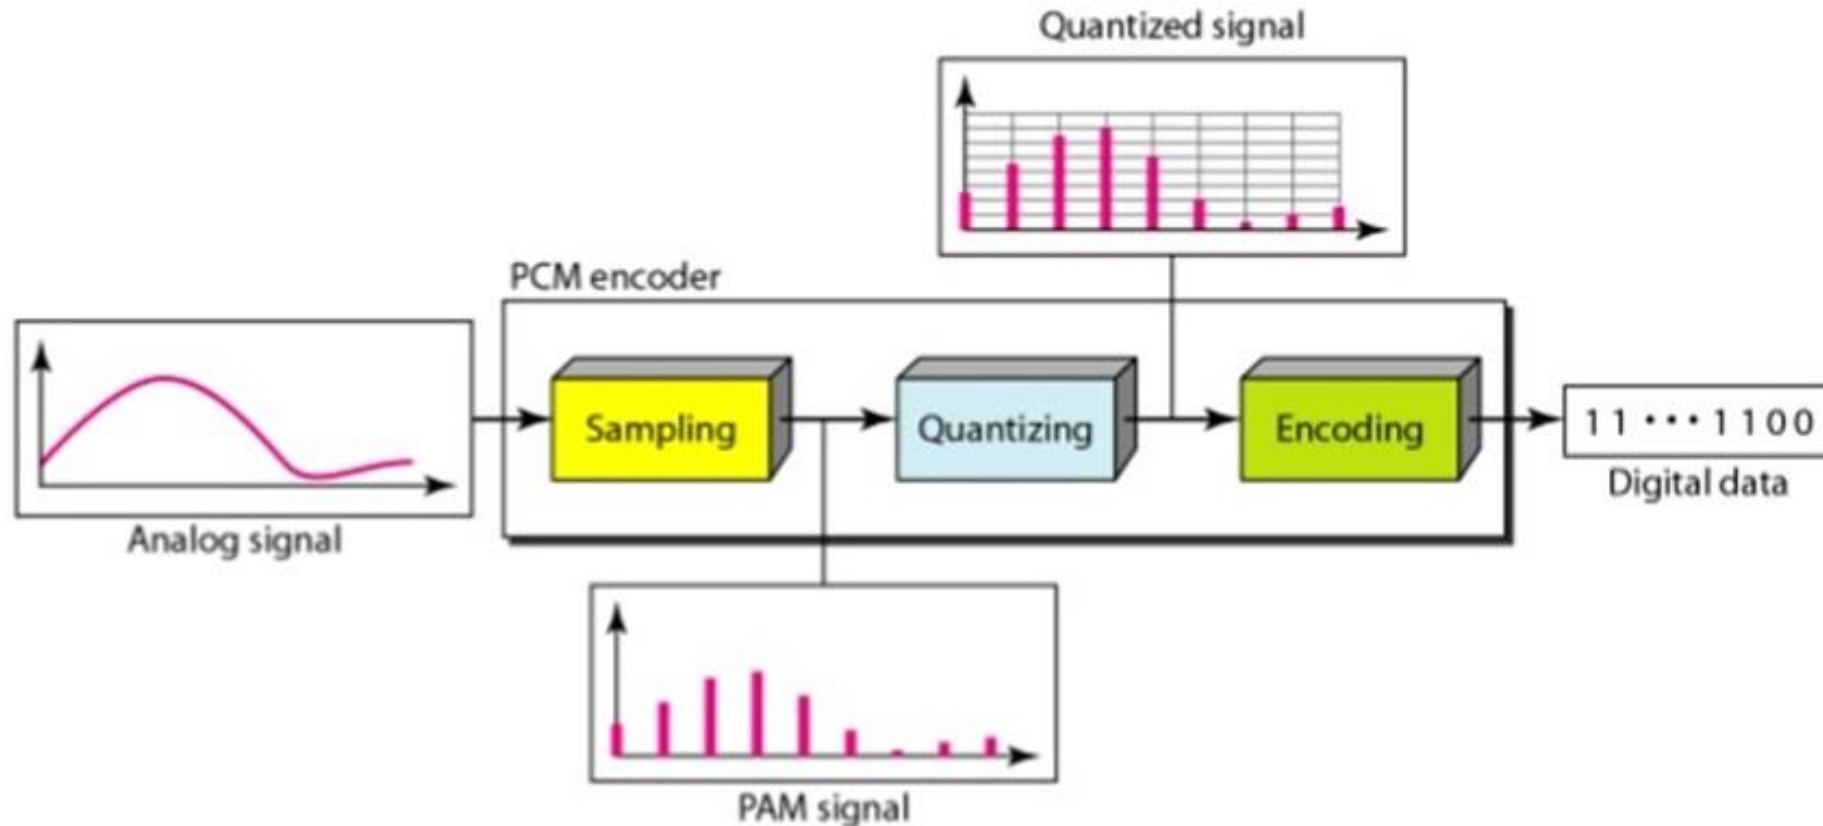 Quantized signal
PCM encoder
Sampling
Quantizing
Encoding
11···1100
Digital data
Analog signal
PAM signal